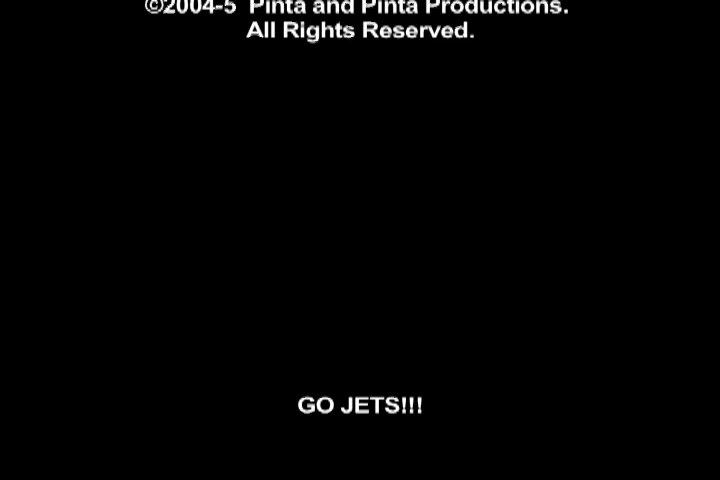 ©2004-5 Pinta and Pinta Productions.
All Rights Reserved.
GO JETS!!!